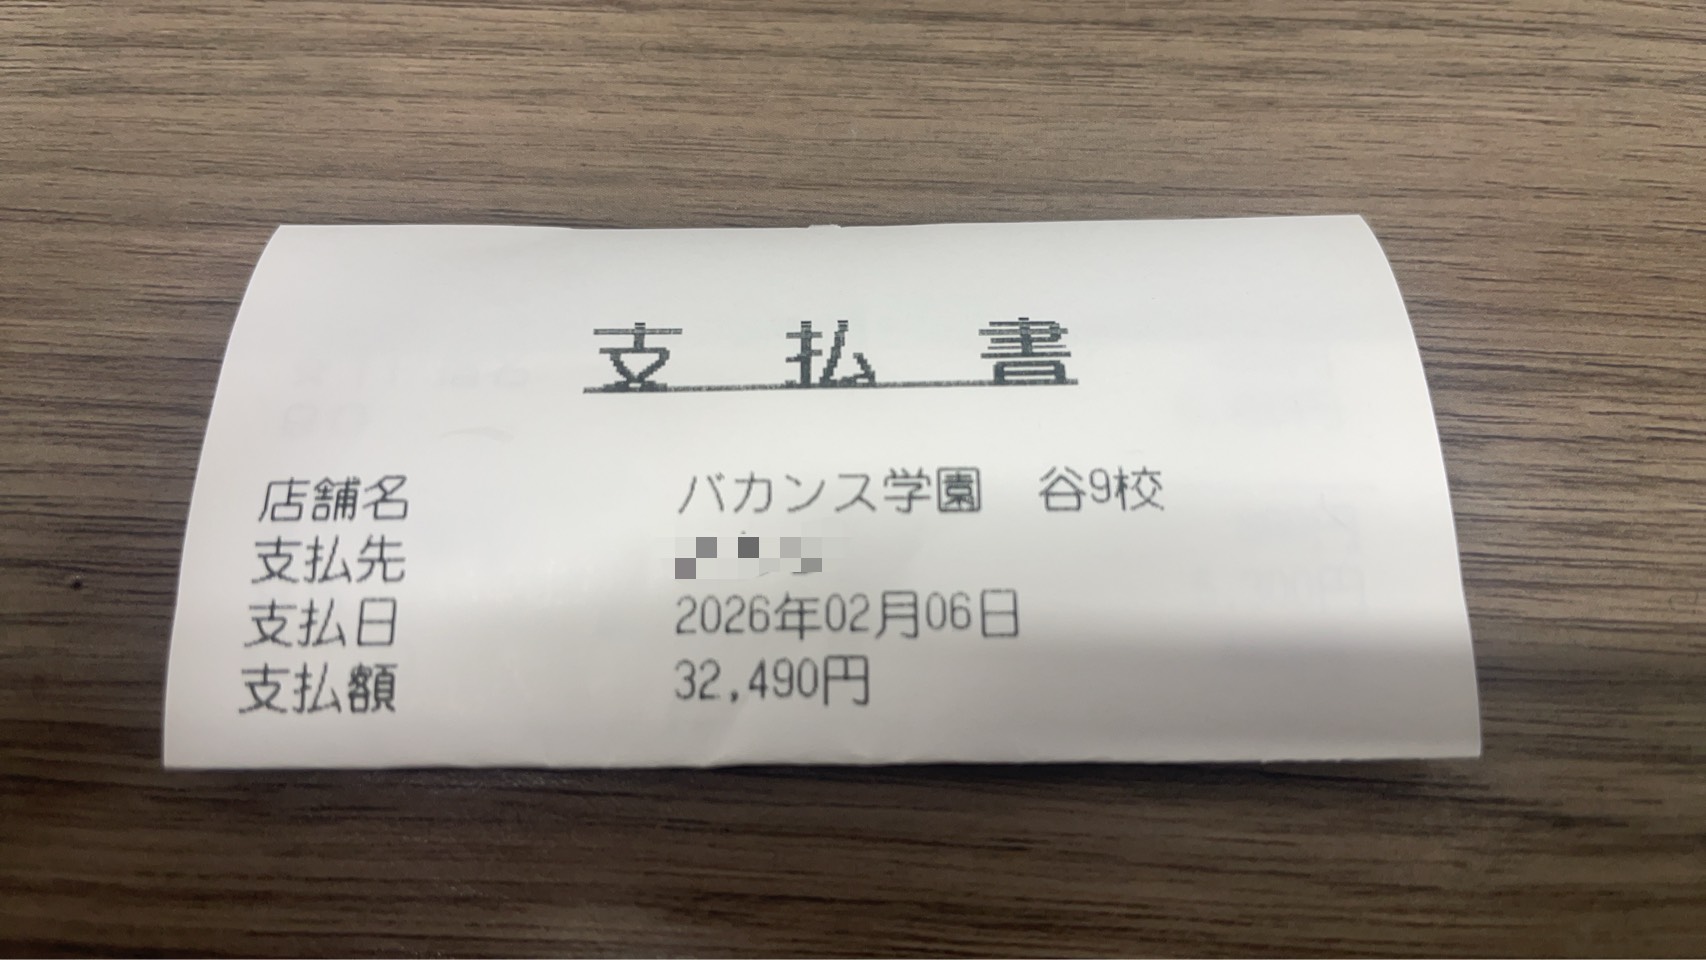 支払書
店舗名 バカンス学園 谷9校
支払先
支払日 2026年02月06日
支払額 32,490円